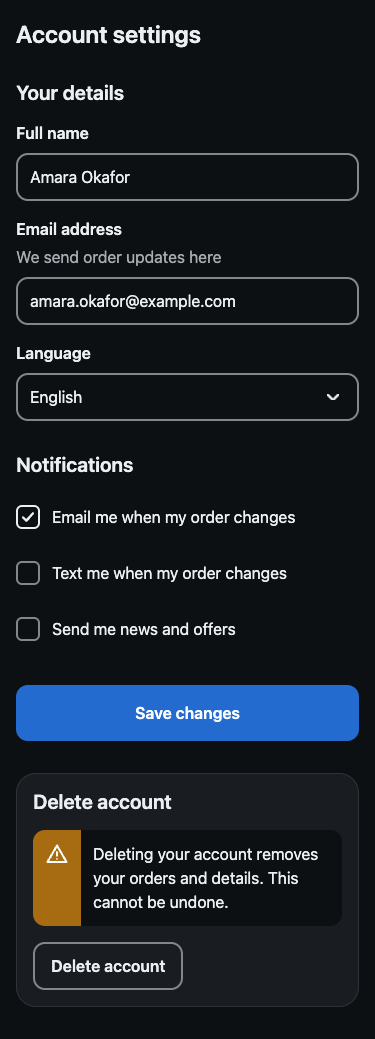 Account settings
Your details
Full name
Amara Okafor
Email address
We send order updates here
amara.okafor@example.com
Language
English
Notifications
Email me when my order changes
Text me when my order changes
Send me news and offers
Save changes
Delete account
Deleting your account removes
your orders and details. This
cannot be undone.
Delete account